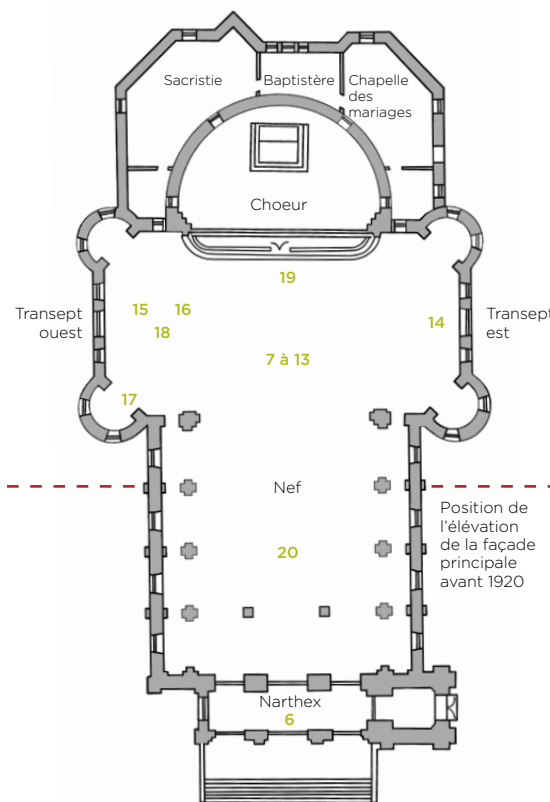 Sacristie
Baptistère
Chapelle
des
mariages
Choeur
19
Transept
ouest
15
16
18
14
Transept
est
7 à 13
17
Nef
Position de
l'élévation
de la façade
principale
avant 1920
20
Narthex
6